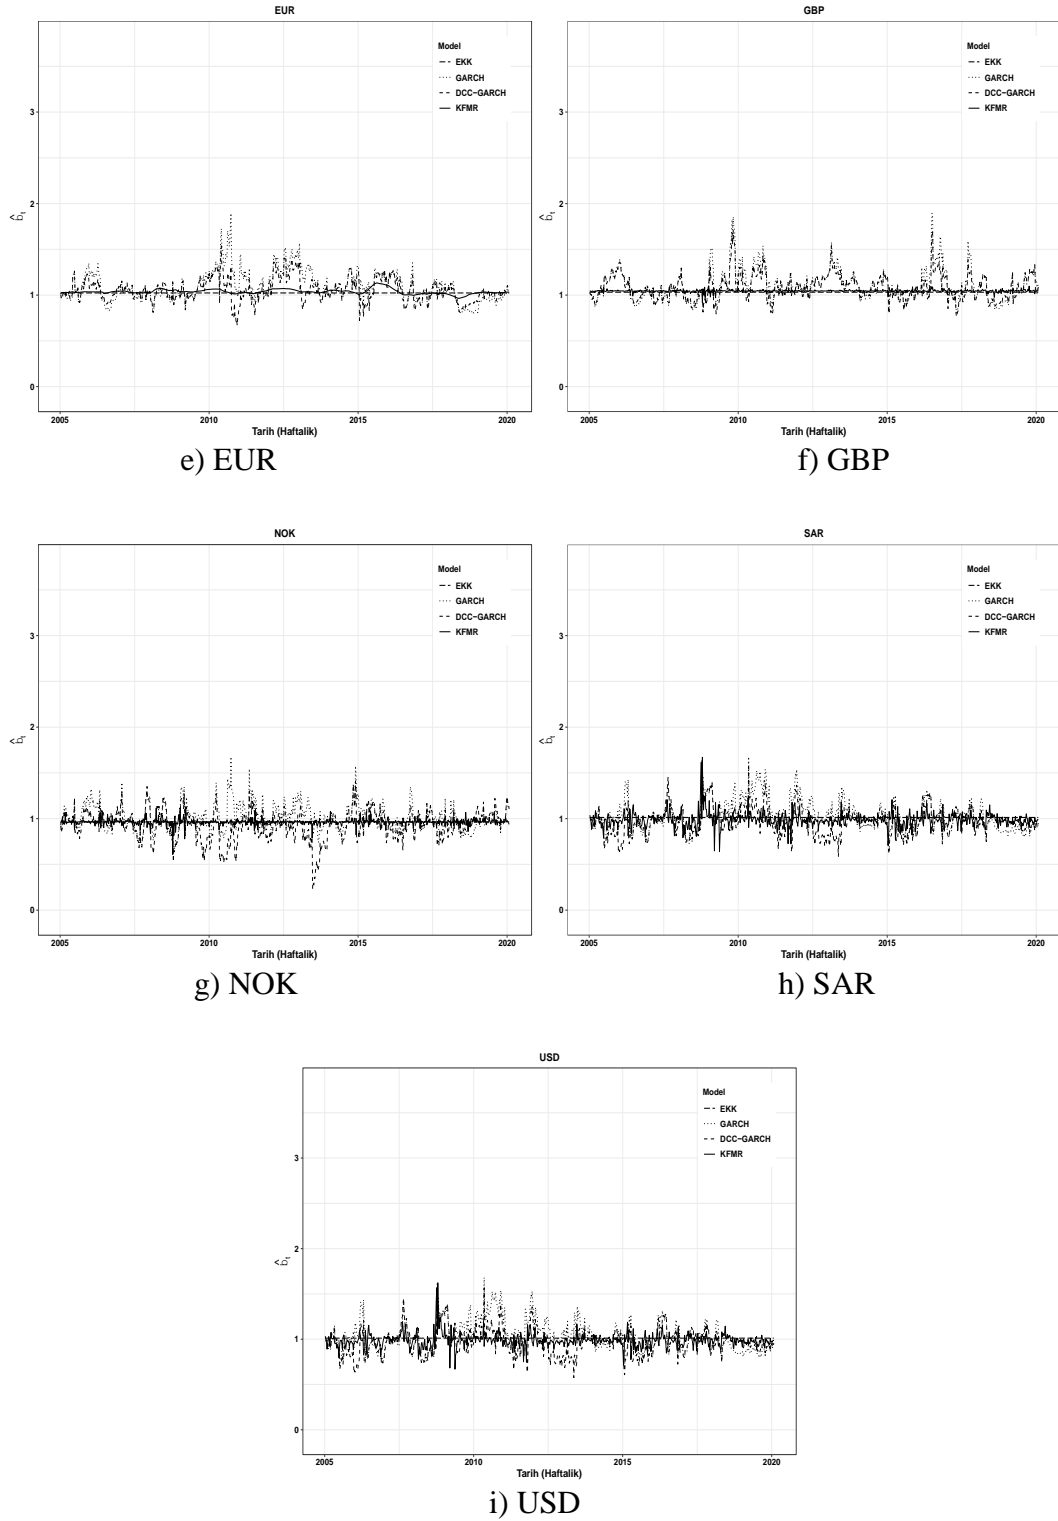 EUR
Model
EKK
GARCH
DCC−GARCH
KFMR
3
2
1
0
b̂t
2005
2010
2015
2020
Tarih (Haftalik)
e) EUR
GBP
Model
EKK
GARCH
DCC−GARCH
KFMR
3
2
1
0
b̂t
2005
2010
2015
2020
Tarih (Haftalik)
f) GBP
NOK
Model
EKK
GARCH
DCC−GARCH
KFMR
3
2
1
0
b̂t
2005
2010
2015
2020
Tarih (Haftalik)
g) NOK
SAR
Model
EKK
GARCH
DCC−GARCH
KFMR
3
2
1
0
b̂t
2005
2010
2015
2020
Tarih (Haftalik)
h) SAR
USD
Model
EKK
GARCH
DCC−GARCH
KFMR
3
2
1
0
b̂t
2005
2010
2015
2020
Tarih (Haftalik)
i) USD